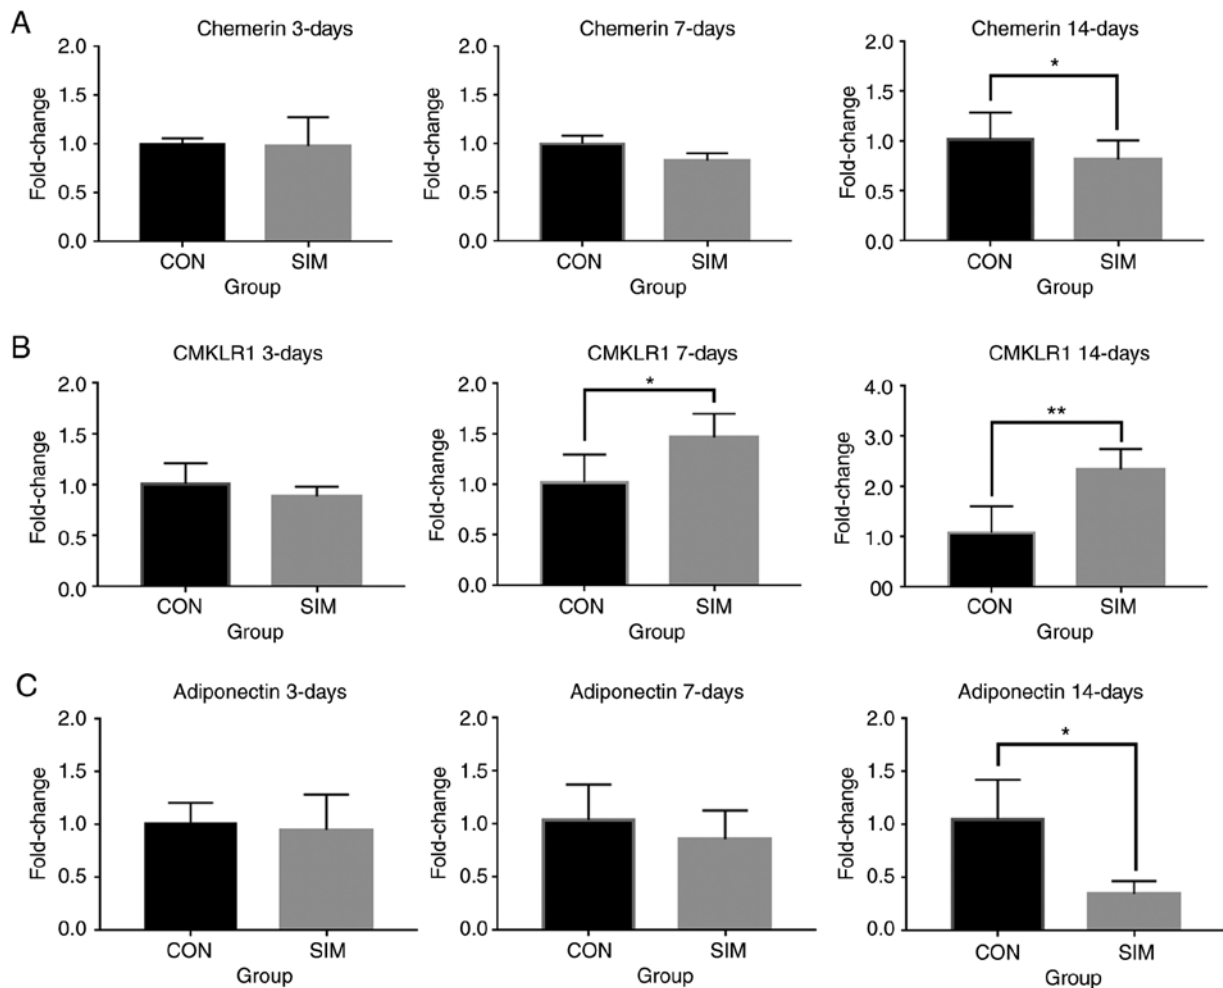 A
Chemerin 3-days
Chemerin 7-days
Chemerin 14-days
2.0
1.5
1.0
0.5
0.0
Fold-change
CON
SIM
Group
2.0
1.5
1.0
0.5
0.0
Fold-change
CON
SIM
Group
2.0
1.5
1.0
0.5
0.0
Fold-change
*
CON
SIM
Group
B
CMKLR1 3-days
CMKLR1 7-days
CMKLR1 14-days
2.0
1.5
1.0
0.5
0.0
Fold-change
CON
SIM
Group
2.0
1.5
1.0
0.5
0.0
Fold-change
*
CON
SIM
Group
4.0
3.0
2.0
1.0
00
Fold-change
**
CON
SIM
Group
C
Adiponectin 3-days
Adiponectin 7-days
Adiponectin 14-days
2.0
1.5
1.0
0.5
0.0
Fold-change
CON
SIM
Group
2.0
1.5
1.0
0.5
0.0
Fold-change
CON
SIM
Group
2.0
1.5
1.0
0.5
0.0
Fold-change
*
CON
SIM
Group